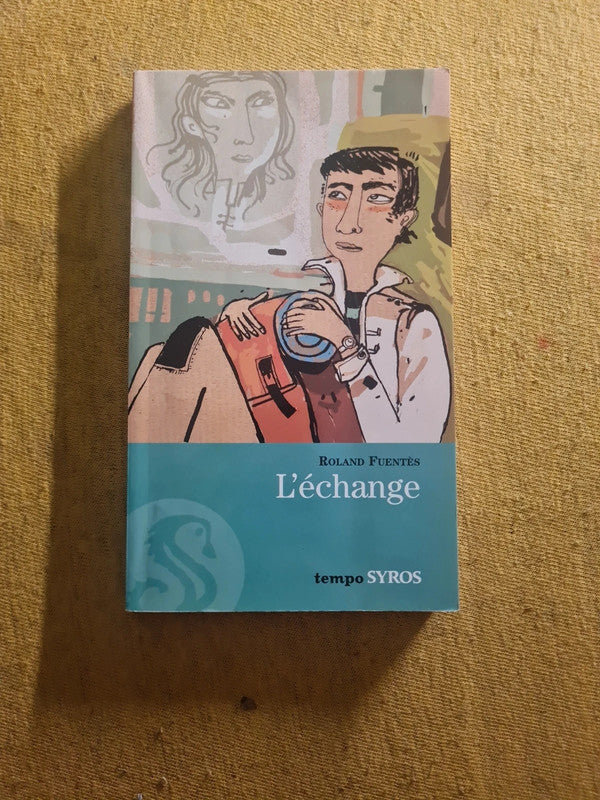 Roland Fuentès
L'échange
tempo SYROS